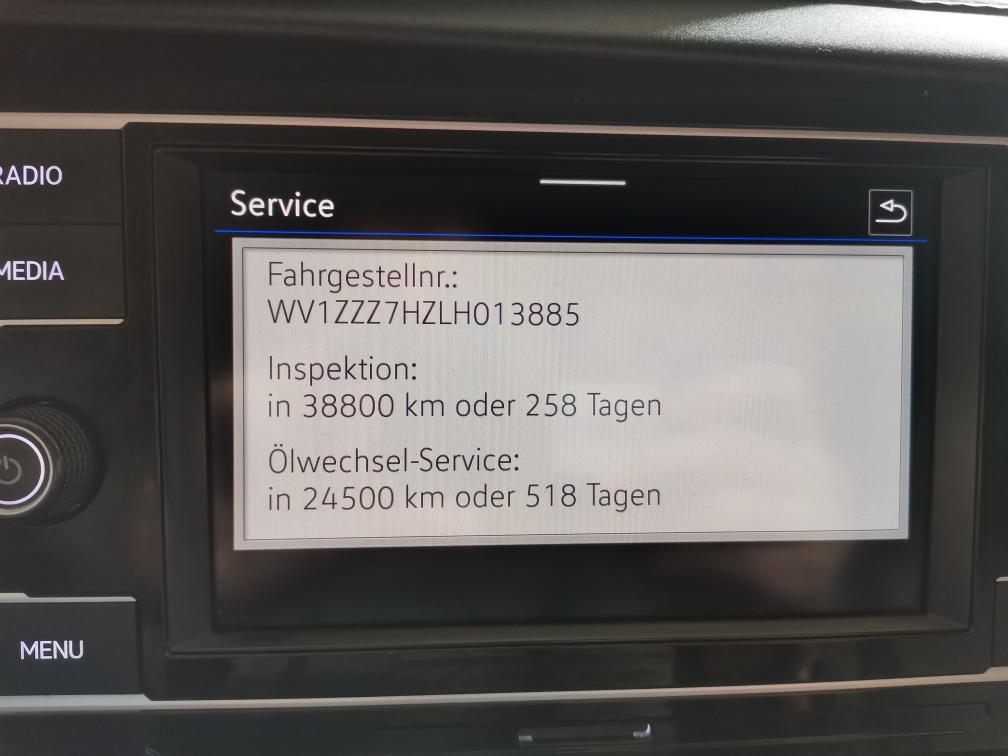 RADIO
MEDIA
MENU
Service
Fahrgestellnr.:
WV1ZZZ7HZLH013885
Inspektion:
in 38800 km oder 258 Tagen
Ölwechsel-Service:
in 24500 km oder 518 Tagen